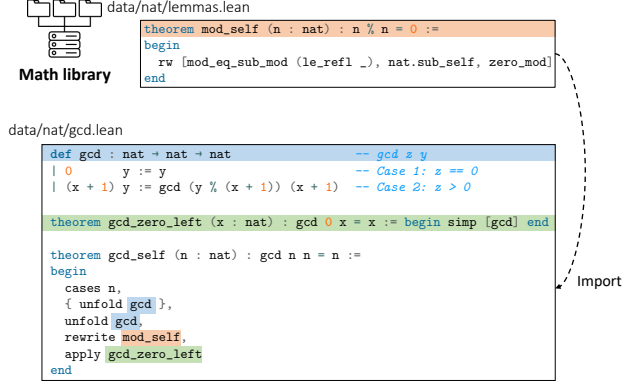 data/nat/lemmas.lean
Math library
theorem mod_self (n : nat) : n % n = 0 :=
begin
  rw [mod_eq_sub_mod (le_refl _), nat.sub_self, zero_mod]
end
data/nat/gcd.lean
def gcd : nat → nat → nat                -- gcd z y
| 0       y := y                         -- Case 1: z == 0
| (x + 1) y := gcd (y % (x + 1)) (x + 1)  -- Case 2: z > 0
theorem gcd_zero_left (x : nat) : gcd 0 x = x := begin simp [gcd] end
theorem gcd_self (n : nat) : gcd n n = n :=
begin
  cases n,
  { unfold gcd },
  unfold gcd,
  rewrite mod_self,
  apply gcd_zero_left
end
Import